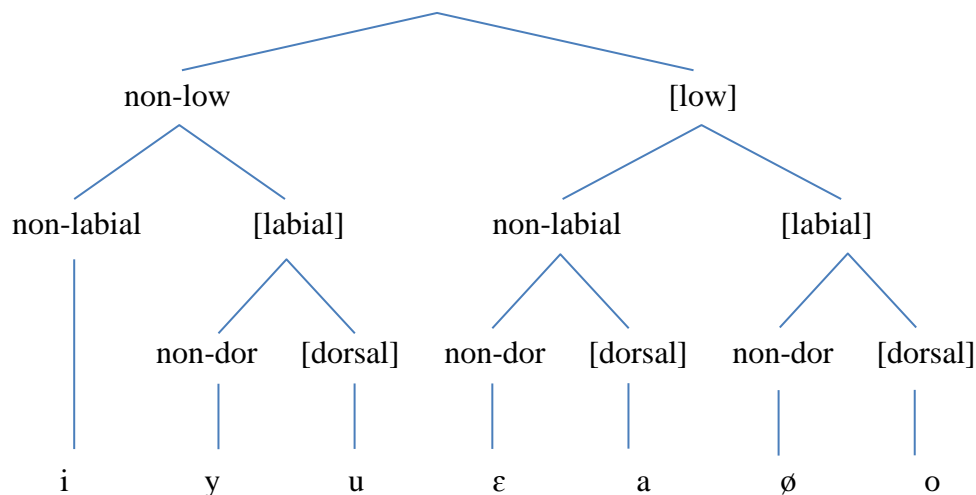 non-low [low]
non-labial [labial] non-labial [labial]
non-dor [dorsal] non-dor [dorsal] non-dor [dorsal]
i y u ε a ø o